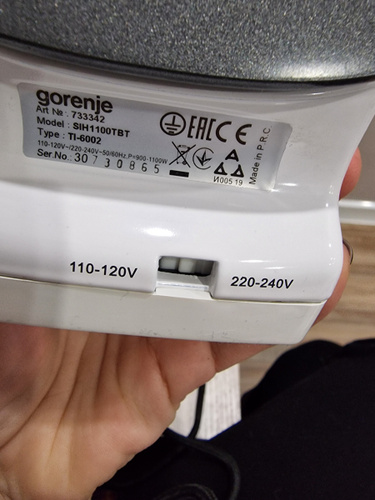 gorenje
Art №: 733342
Model : SIH1100TBT
Type : TI-6002
110-120V~/220-240V~50/60Hz, P=900-1100W
Ser.No. 30730865
EAC CE
И005 19
Made in P.R.C
110-120V
220-240V